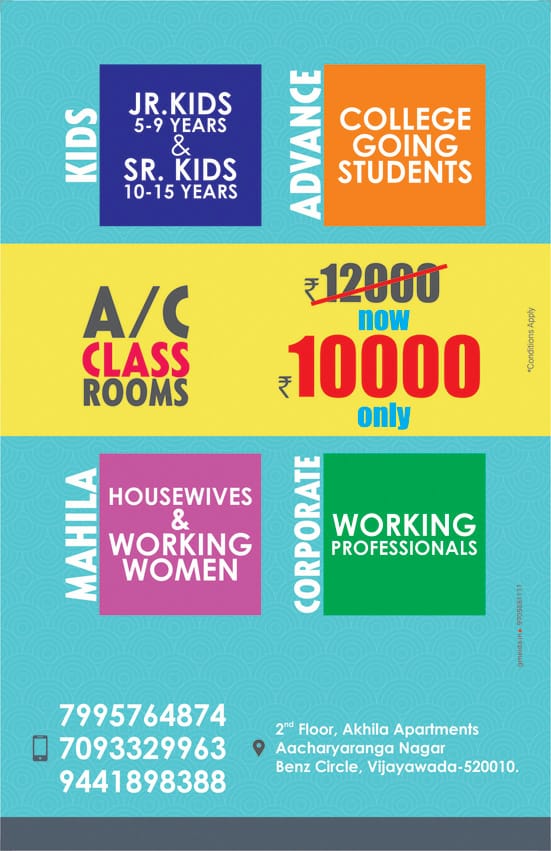 KIDS
JR.KIDS
5-9 YEARS
&
SR. KIDS
10-15 YEARS
ADVANCE
COLLEGE
GOING
STUDENTS
A/C
CLASS
ROOMS
₹12000
now
₹10000
only
*Conditions Apply
MAHILA
HOUSEWIVES
&
WORKING
WOMEN
CORPORATE
WORKING
PROFESSIONALS
7995764874
7093329963
9441898388
2nd Floor, Akhila Apartments
Aacharyaranga Nagar
Benz Circle, Vijayawada-520010.